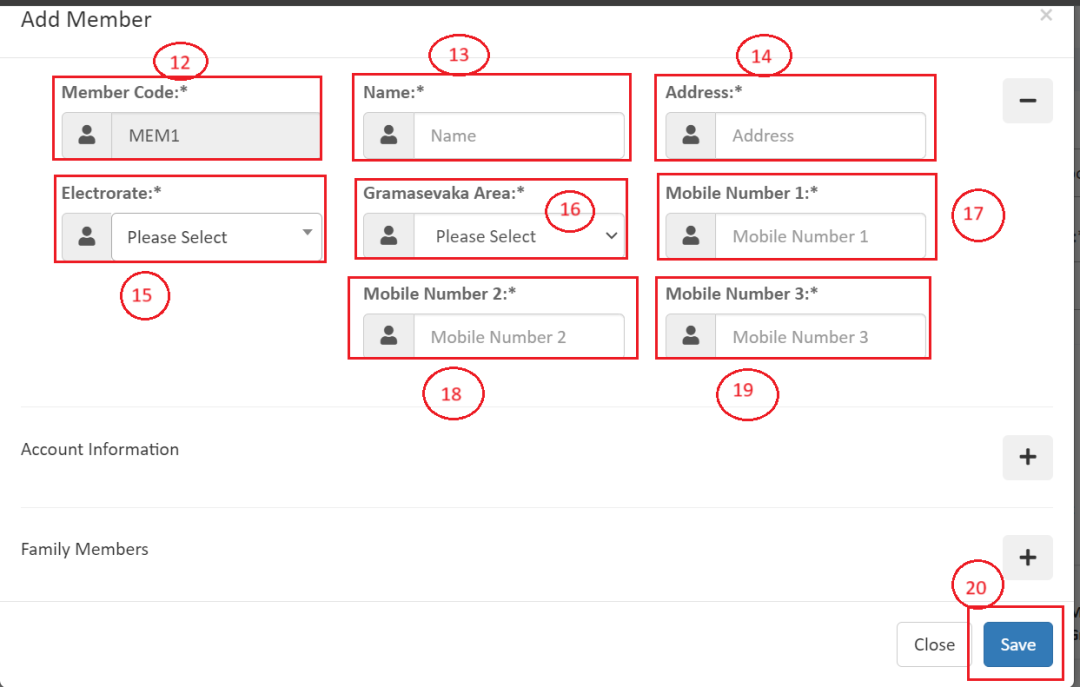 Add Member
×
12
13
14
Member Code:*
Name:*
Address:*
MEM1
Name
Address
Electrorate:*
Gramasevaka Area:*
16
Mobile Number 1:*
17
Please Select
Please Select
Mobile Number 1
15
Mobile Number 2:*
Mobile Number 3:*
Mobile Number 2
Mobile Number 3
18
19
Account Information
Family Members
20
Close
Save